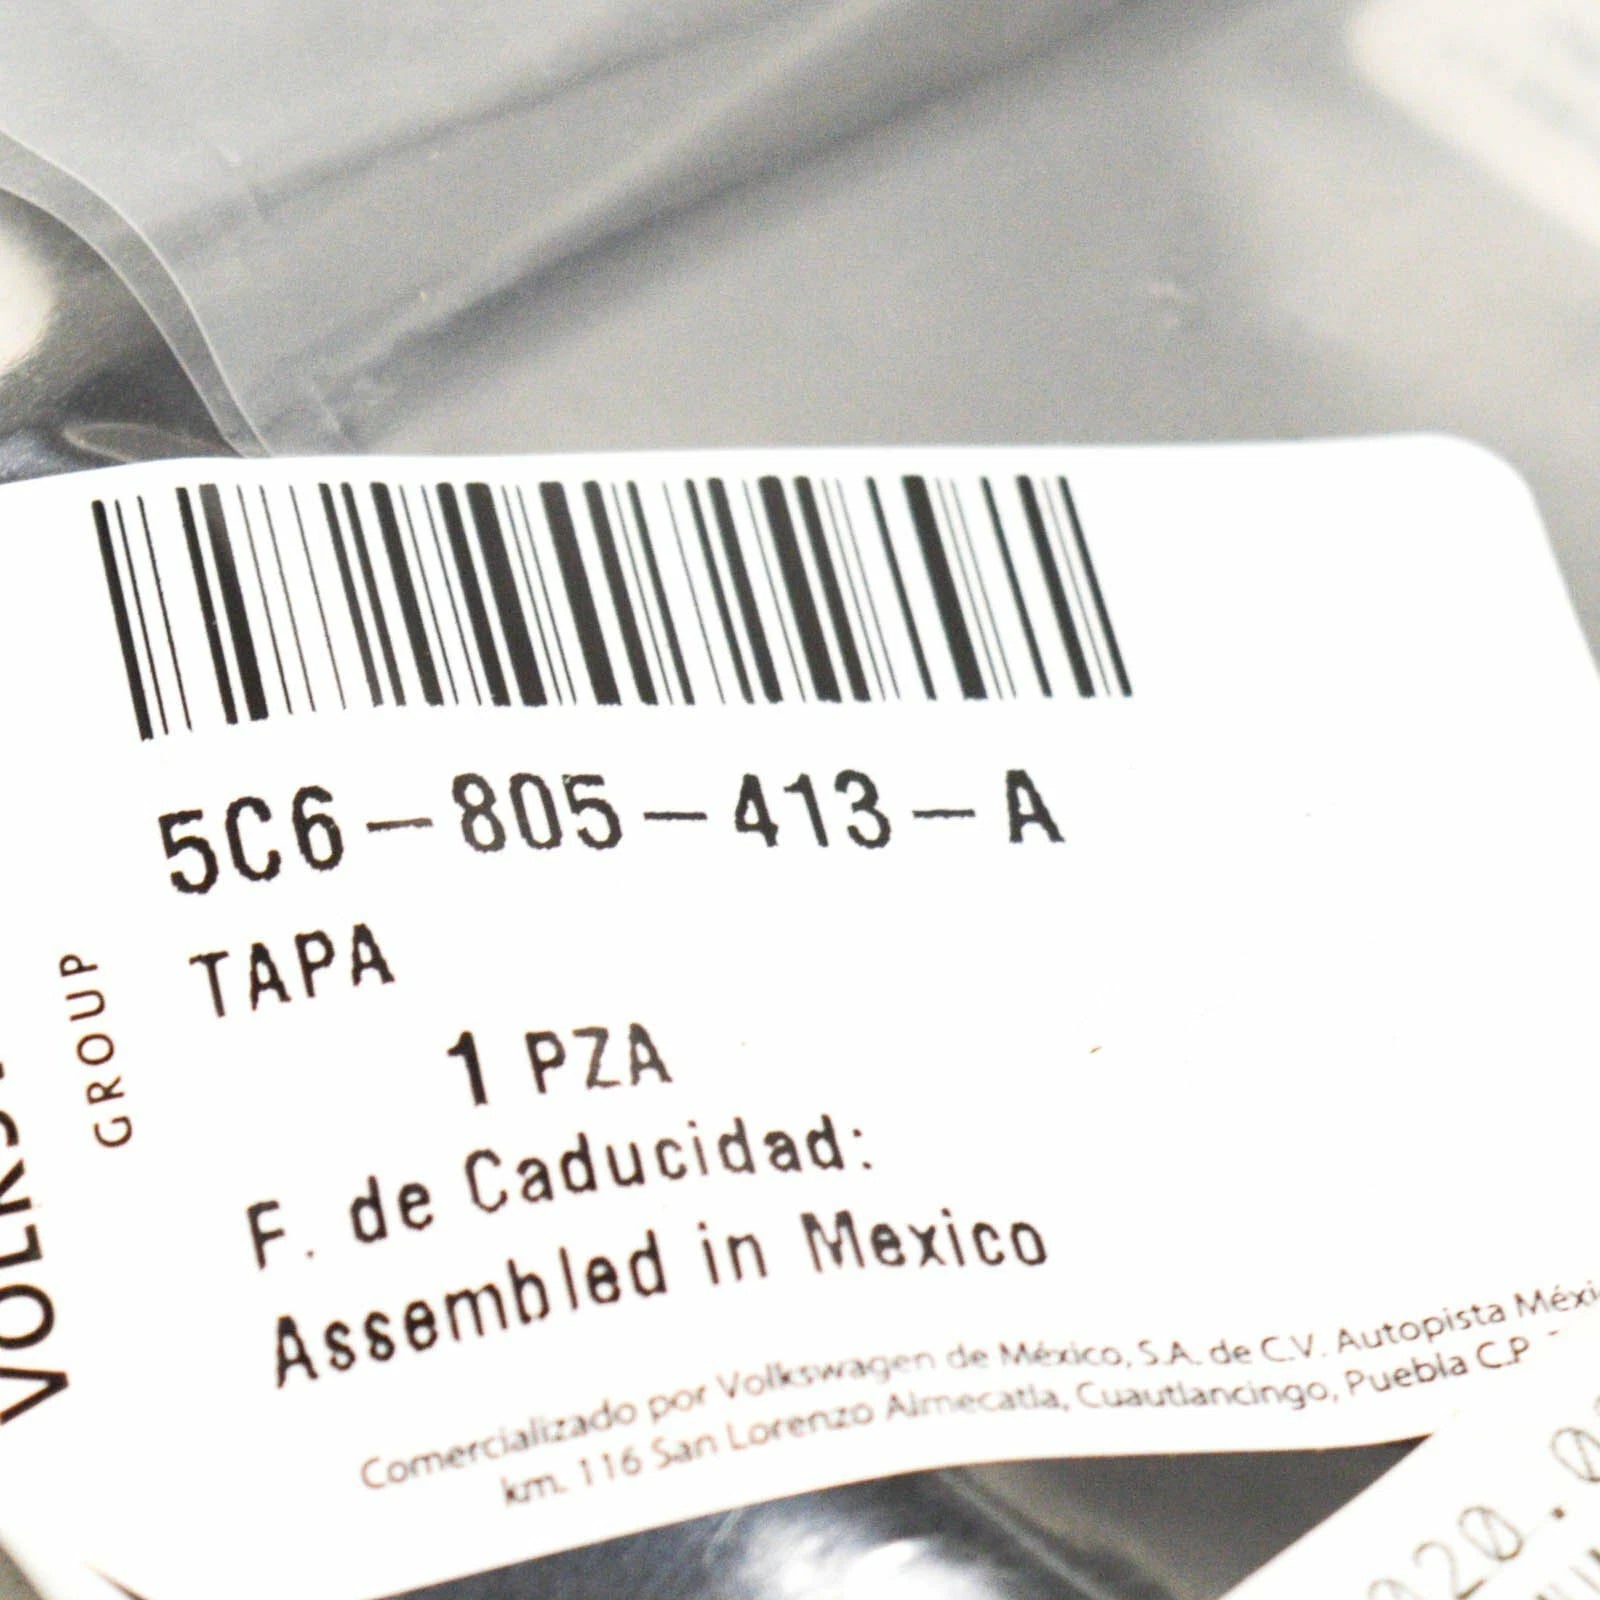 5C6-805-413-A
TAPA
1 PZA
F. de Caducidad:
Assembled in Mexico
GROUP
Comercializado por Volkswagen de México, S.A. de C.V. Autopista
km. 116 San Lorenzo Almecatla, Cuautlancingo, Puebla C.P